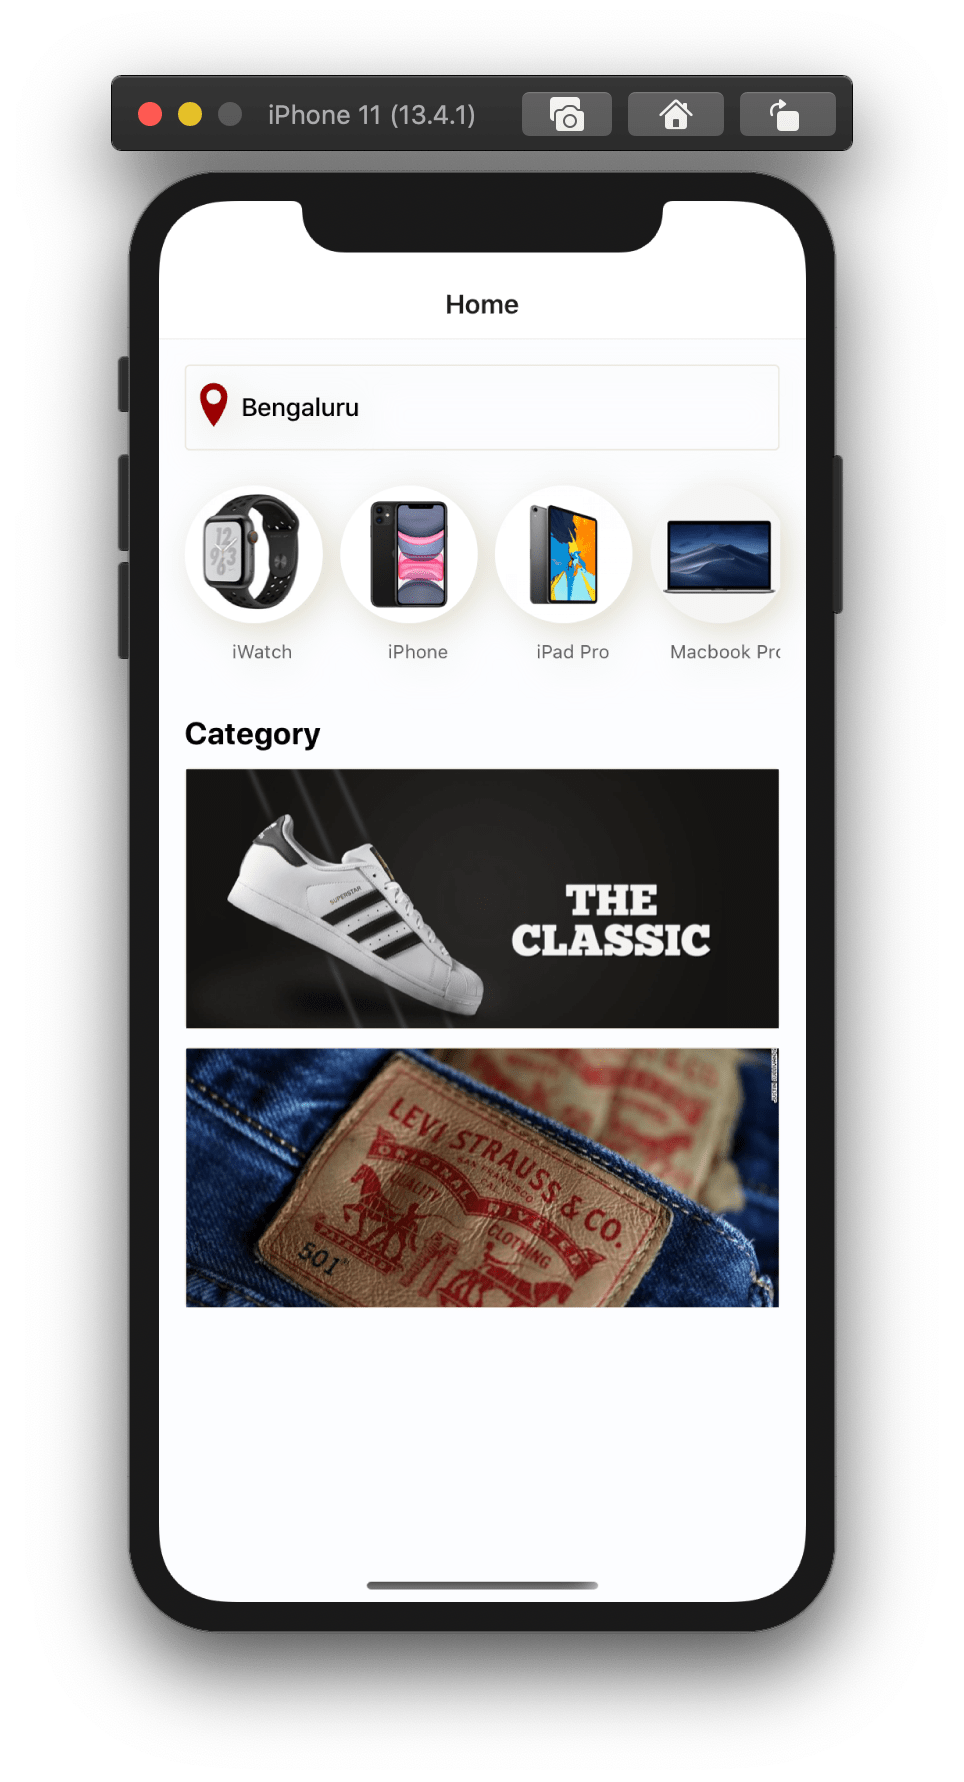 iPhone 11 (13.4.1)
Home
Bengaluru
iWatch
iPhone
iPad Pro
Macbook Pro
Category
SUPERSTAR
THE
CLASSIC
LEVI STRAUSS & CO.
SAN FRANCISCO
CAL.
ORIGINAL RIVETED
QUALITY
CLOTHING
501